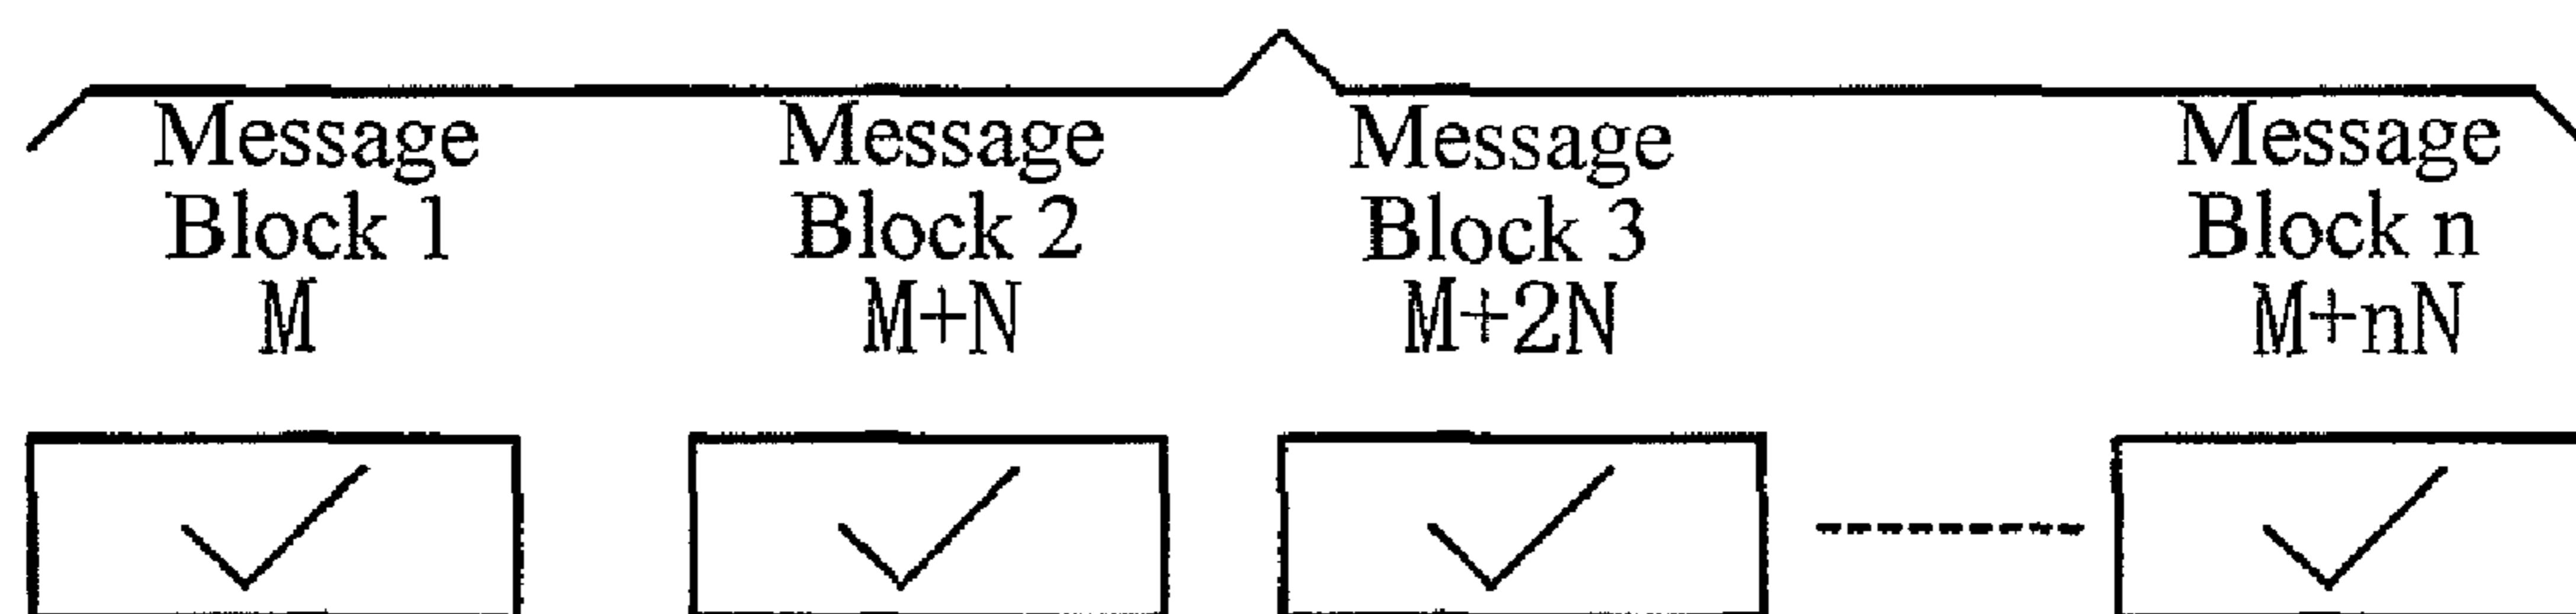 Message Block 1 M
Message Block 2 M+N
Message Block 3 M+2N
Message Block n M+nN